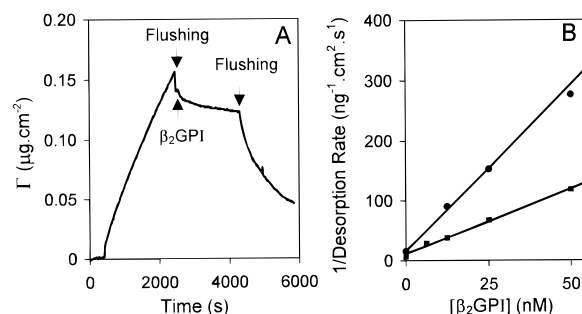 A
Flushing
Flushing
β₂GPI
Γ (μg.cm⁻²)
0.20
0.15
0.10
0.05
0
0 2000 4000 6000
Time (s)
B
1/Desorption Rate (ng⁻¹.cm².s¹)
400
300
200
100
0
0 25 50
[β₂GPI] (nM)